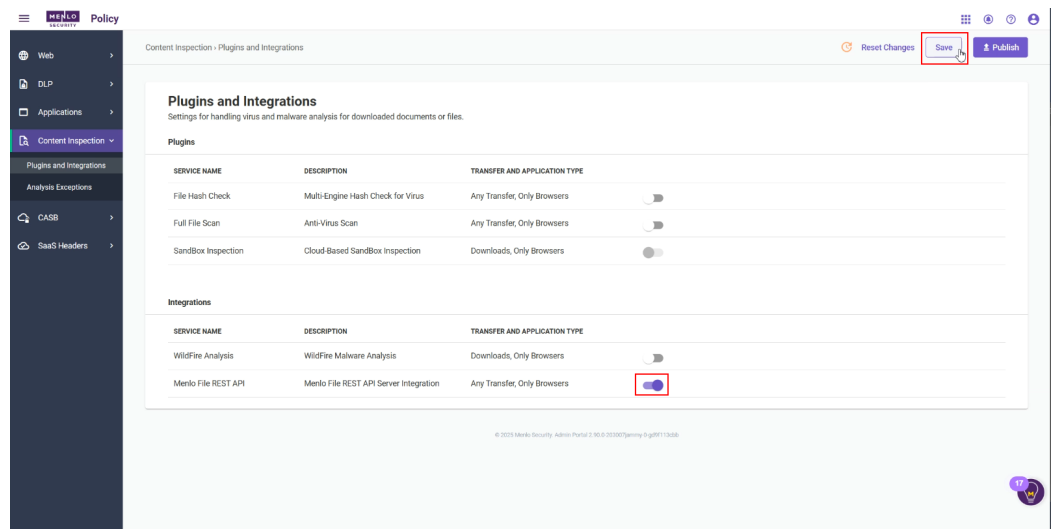 MENLO
SECURITY
Policy
Content Inspection › Plugins and Integrations
Reset Changes
Save
Publish
Web
DLP
Applications
Content Inspection
Plugins and Integrations
Analysis Exceptions
CASB
SaaS Headers
Plugins and Integrations
Settings for handling virus and malware analysis for downloaded documents or files.
Plugins
SERVICE NAME DESCRIPTION TRANSFER AND APPLICATION TYPE
File Hash Check Multi-Engine Hash Check for Virus Any Transfer, Only Browsers
Full File Scan Anti-Virus Scan Any Transfer, Only Browsers
SandBox Inspection Cloud-Based SandBox Inspection Downloads, Only Browsers
Integrations
SERVICE NAME DESCRIPTION TRANSFER AND APPLICATION TYPE
WildFire Analysis WildFire Malware Analysis Downloads, Only Browsers
Menlo File REST API Menlo File REST API Server Integration Any Transfer, Only Browsers
© 2025 Menlo Security. Admin Portal
17
M